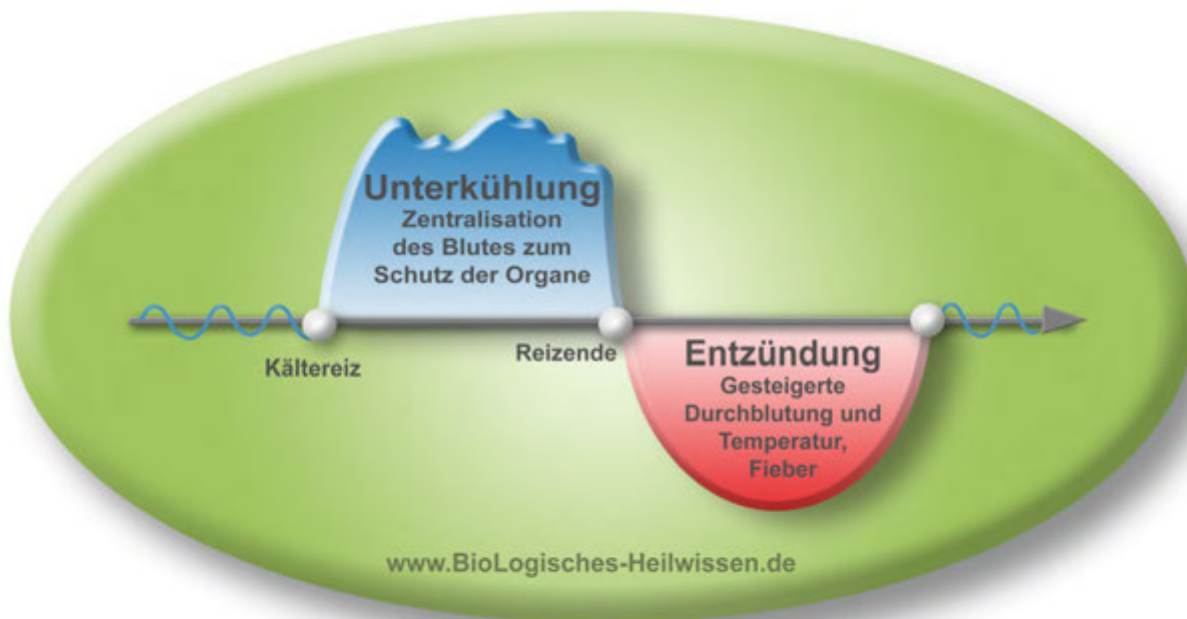 Unterkühlung
Zentralisation
des Blutes zum
Schutz der Organe
Kältereiz
Reizende
Entzündung
Gesteigerte
Durchblutung und
Temperatur,
Fieber
www.BioLogisches-Heilwissen.de